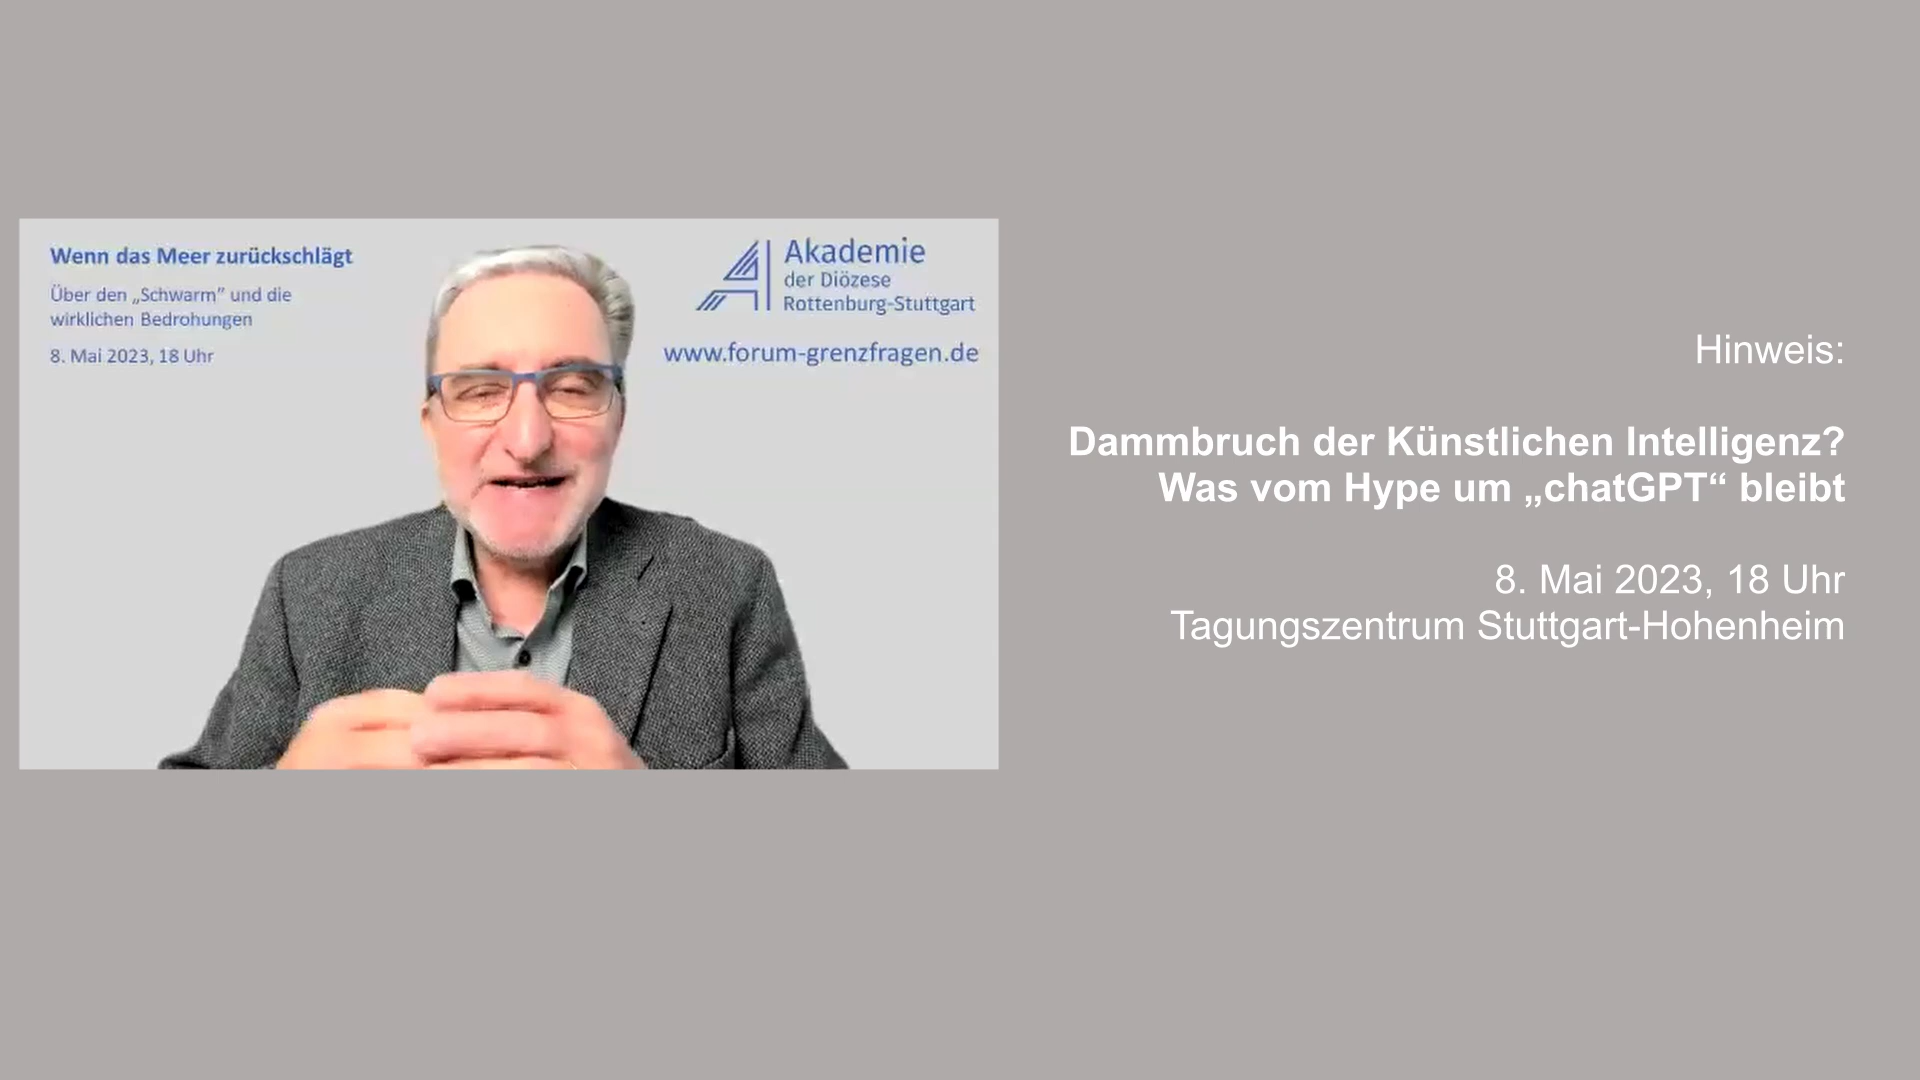 Wenn das Meer zurückschlägt
Über den „Schwarm“ und die
wirklichen Bedrohungen
8. Mai 2023, 18 Uhr
Akademie
der Diözese
Rottenburg-Stuttgart
www.forum-grenzfragen.de
Hinweis:
Dammbruch der Künstlichen Intelligenz?
Was vom Hype um „chatGPT“ bleibt
8. Mai 2023, 18 Uhr
Tagungszentrum Stuttgart-Hohenheim